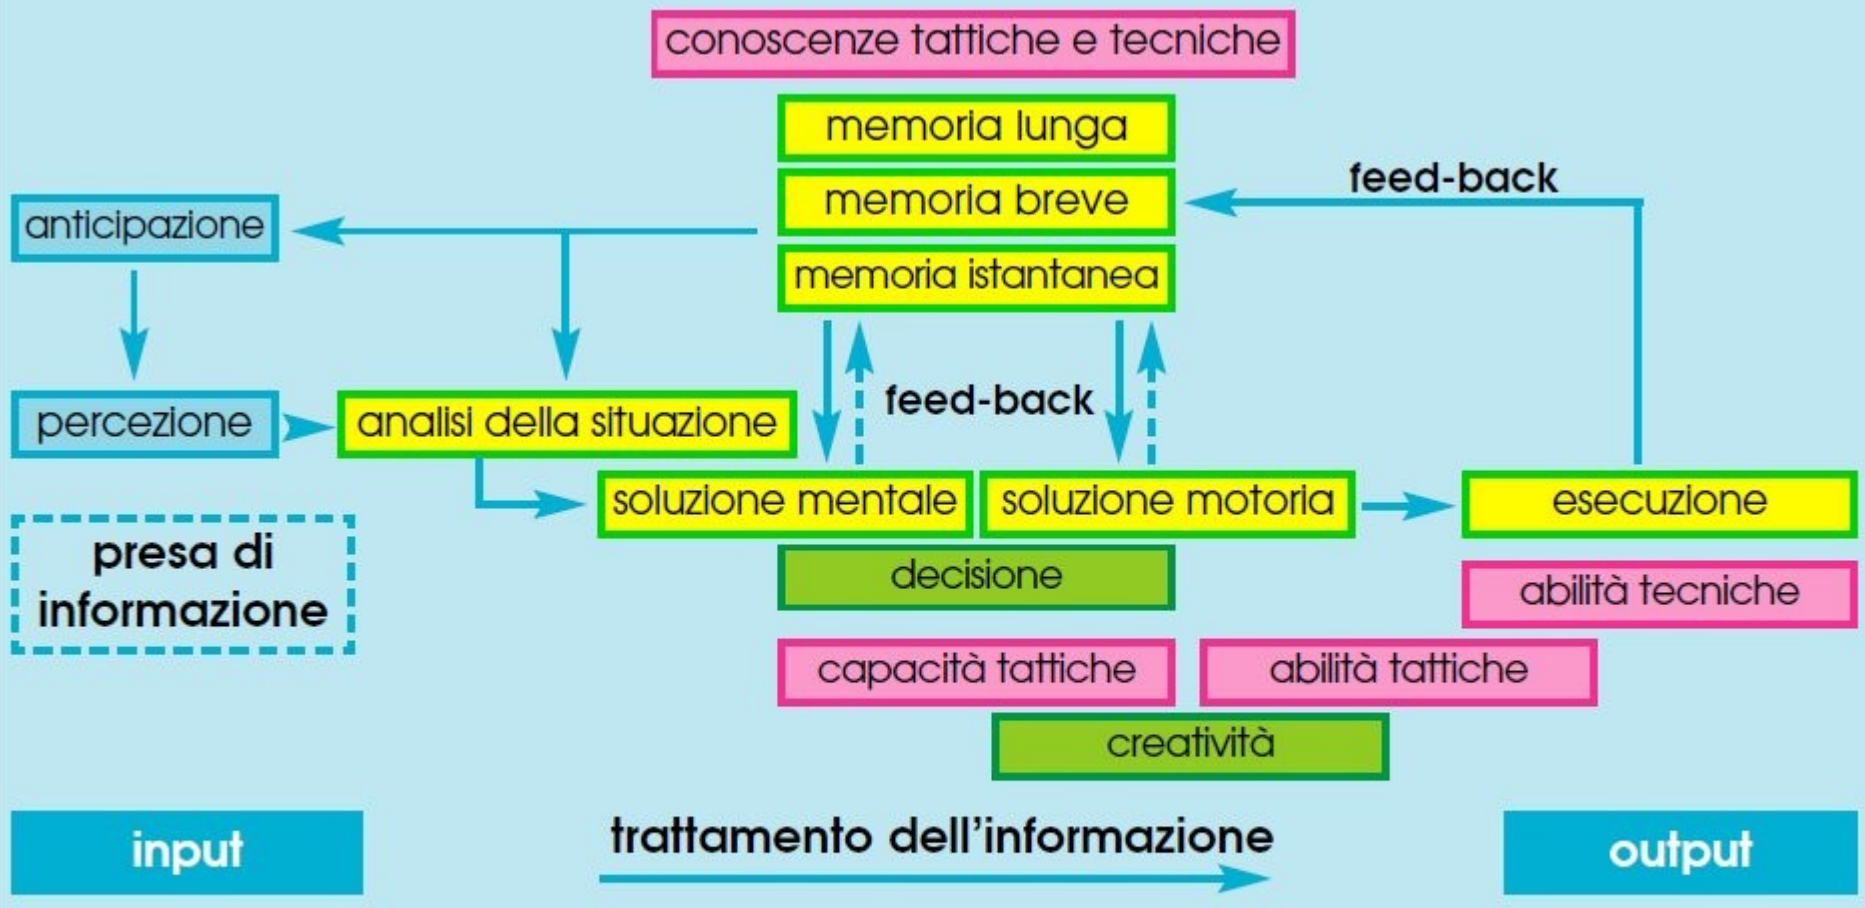 conoscenze tattiche e tecniche
memoria lunga
memoria breve
memoria istantanea
feed-back
anticipazione
percezione
analisi della situazione
feed-back
soluzione mentale
soluzione motoria
esecuzione
presa di
informazione
decisione
abilità tecniche
capacità tattiche
abilità tattiche
creatività
input
trattamento dell'informazione
output